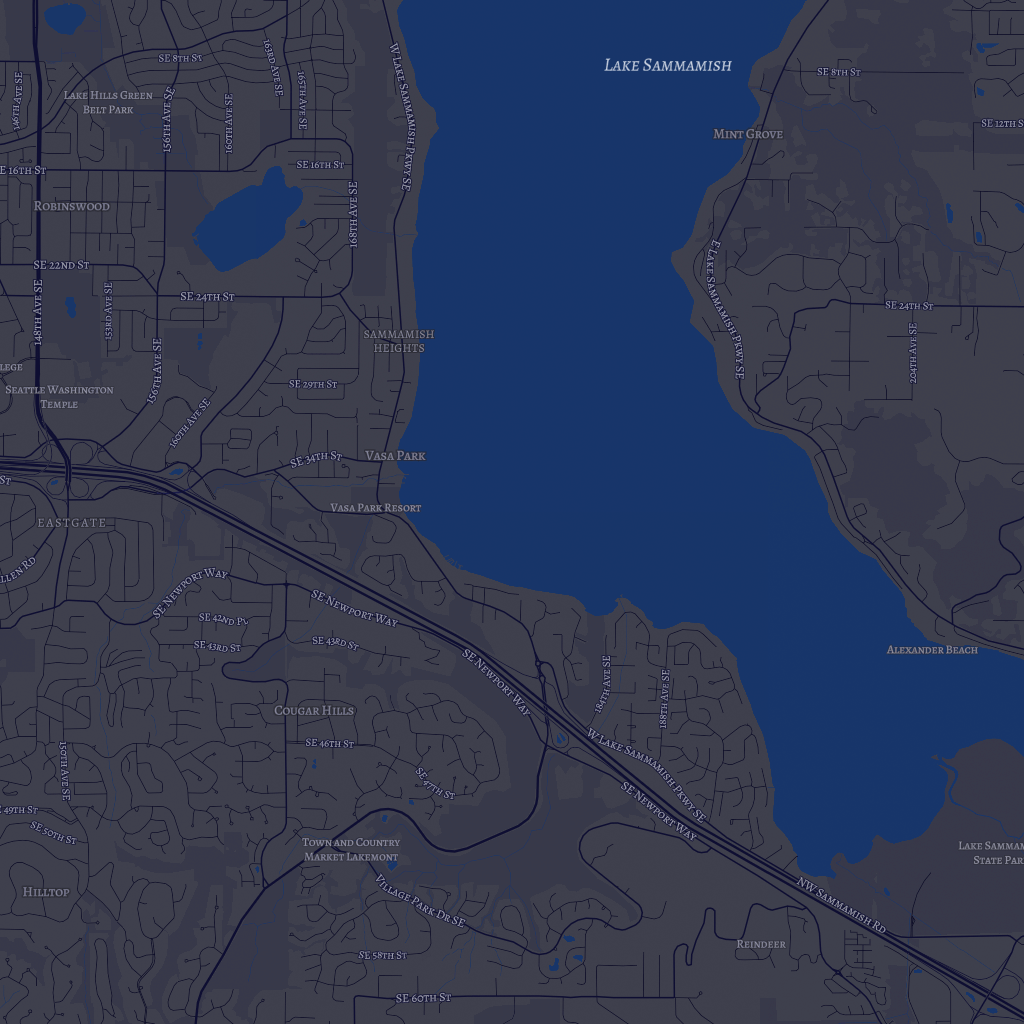 Lake Sammamish
SE 8th St
SE 8th St
163rd Ave SE
165th Ave SE
W Lake Sammamish Pkwy SE
146th Ave SE
Lake Hills Green
Belt Park
156th Ave SE
160th Ave SE
SE 12th S
Mint Grove
SE 16th St
E 16th St
168th Ave SE
Robinswood
SE 22nd St
E Lake Sammamish Pkwy SE
SE 24th St
SE 24th St
148th Ave SE
153rd Ave SE
Sammamish
Heights
204th Ave SE
156th Ave SE
lege
Seattle Washington
Temple
SE 29th St
160th Ave SE
SE 34th St
Vasa Park
St
Vasa Park Resort
Eastgate
llen Rd
SE Newport Way
SE Newport Way
SE 42nd Pl
SE 43rd St
SE 43rd St
Alexander Beach
SE Newport Way
184th Ave SE
188th Ave SE
Cougar Hills
SE 46th St
W Lake Sammamish Pkwy SE
150th Ave SE
SE 47th St
SE Newport Way
E 49th St
SE 50th St
Town and Country
Market Lakemont
Lake Sammam
State Par
Hilltop
Village Park Dr SE
NW Sammamish Rd
Reindeer
SE 58th St
SE 60th St